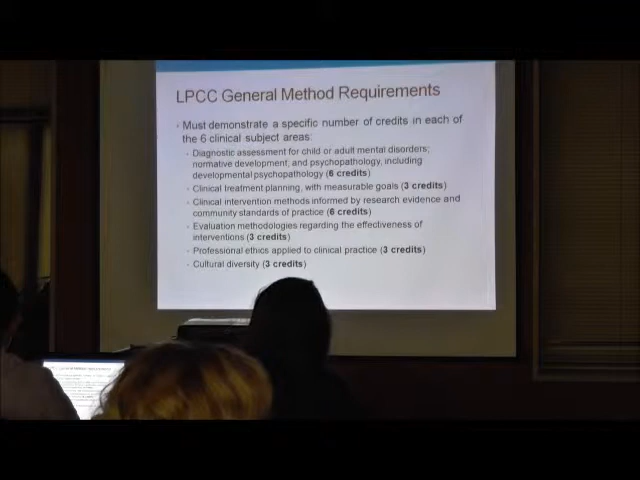 LPCC General Method Requirements
Must demonstrate a specific number of credits in each of
the 6 clinical subject areas:
Diagnostic assessment for child or adult mental disorders;
normative development; and psychopathology, including
developmental psychopathology (6 credits)
Clinical treatment planning, with measurable goals (3 credits)
Clinical intervention methods informed by research evidence and
community standards of practice (6 credits)
Evaluation methodologies regarding the effectiveness of
interventions (3 credits)
Professional ethics applied to clinical practice (3 credits)
Cultural diversity (3 credits)